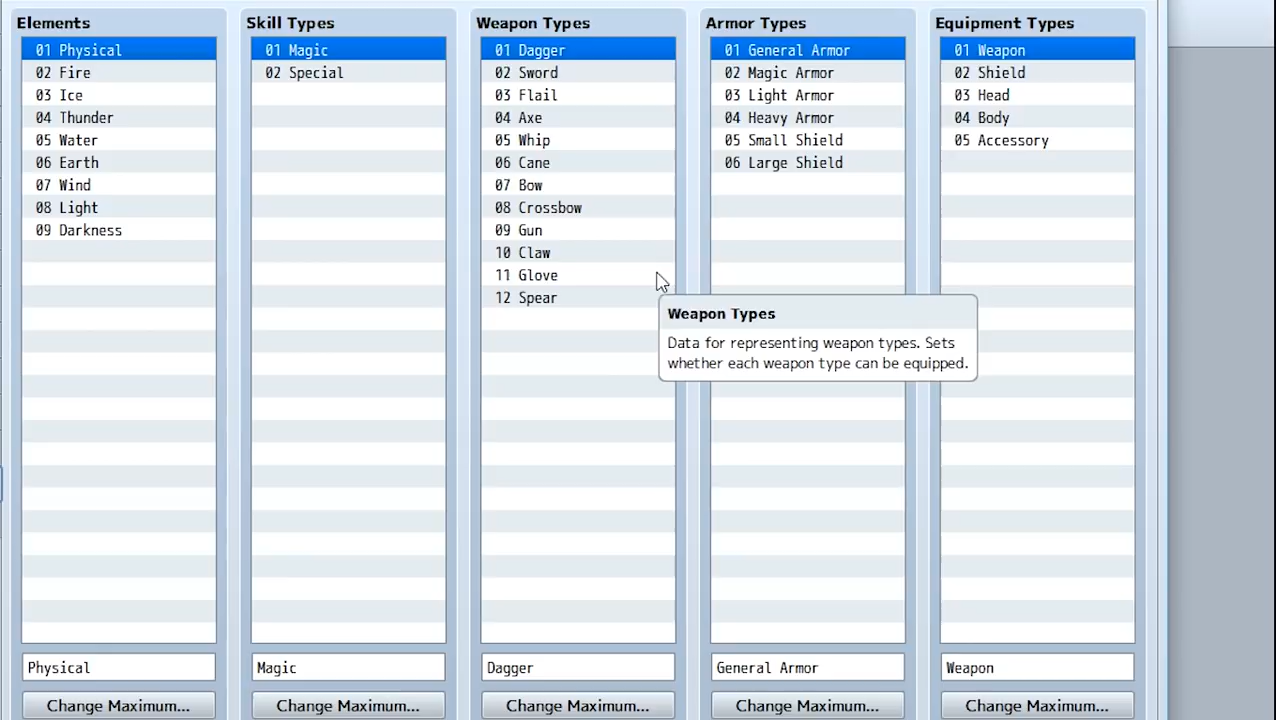 Elements
01 Physical
02 Fire
03 Ice
04 Thunder
05 Water
06 Earth
07 Wind
08 Light
09 Darkness
Physical
Change Maximum...
Skill Types
01 Magic
02 Special
Magic
Change Maximum...
Weapon Types
01 Dagger
02 Sword
03 Flail
04 Axe
05 Whip
06 Cane
07 Bow
08 Crossbow
09 Gun
10 Claw
11 Glove
12 Spear
Dagger
Change Maximum...
Weapon Types
Data for representing weapon types. Sets
whether each weapon type can be equipped.
Armor Types
01 General Armor
02 Magic Armor
03 Light Armor
04 Heavy Armor
05 Small Shield
06 Large Shield
General Armor
Change Maximum...
Equipment Types
01 Weapon
02 Shield
03 Head
04 Body
05 Accessory
Weapon
Change Maximum...